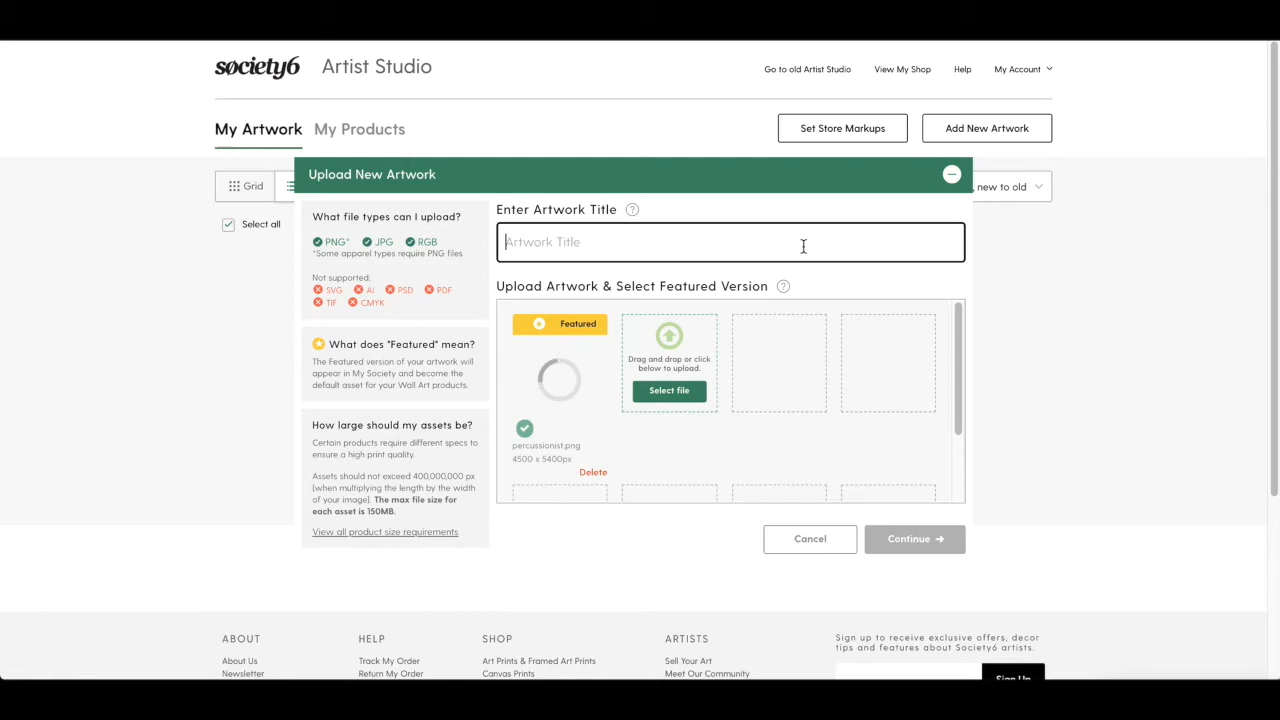 society6 Artist Studio
Go to old Artist Studio View My Shop Help My Account
My Artwork My Products
Set Store Markups Add New Artwork
Grid
new to old
Select all
Upload New Artwork
What file types can I upload?
PNG* JPG RGB
*Some apparel types require PNG files
Not supported:
SVG AI PSD PDF
TIF CMYK
What does "Featured" mean?
The Featured version of your artwork will
appear in My Society and become the
default asset for your Wall Art products.
How large should my assets be?
Certain products require different specs to
ensure a high print quality.
Assets should not exceed 400,000,000 px
(when multiplying the length by the width
of your image). The max file size for
each asset is 150MB.
View all product size requirements
Enter Artwork Title ?
Artwork Title
Upload Artwork & Select Featured Version ?
Featured
percussionist.png
4500 x 5400px
Delete
Drag and drop or click
below to upload.
Select file
Cancel
Continue →
ABOUT
About Us
Newsletter
HELP
Track My Order
Return My Order
SHOP
Art Prints & Framed Art Prints
Canvas Prints
ARTISTS
Sell Your Art
Meet Our Community
Sign up to receive exclusive offers, decor
tips and features about Society6 artists.
Sign Up